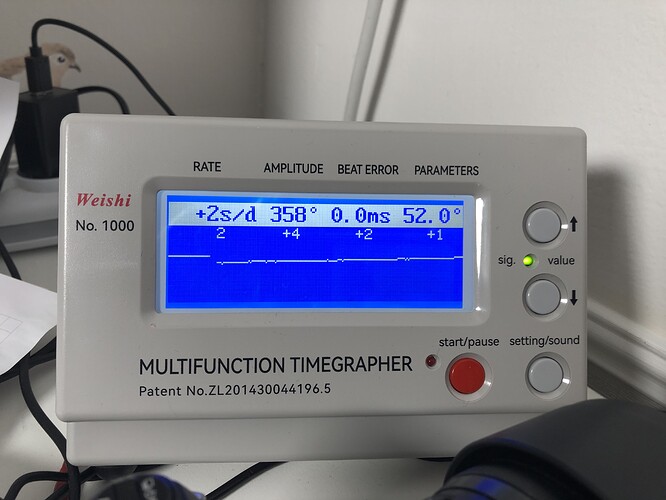 RATE AMPLITUDE BEAT ERROR PARAMETERS
Weishi
No. 1000
+2s/d 358° 0.0ms 52.0°
2 +4 +2 +1
sig. value
start/pause setting/sound
MULTIFUNCTION TIMEGRAPHER
Patent No.ZL201430044196.5